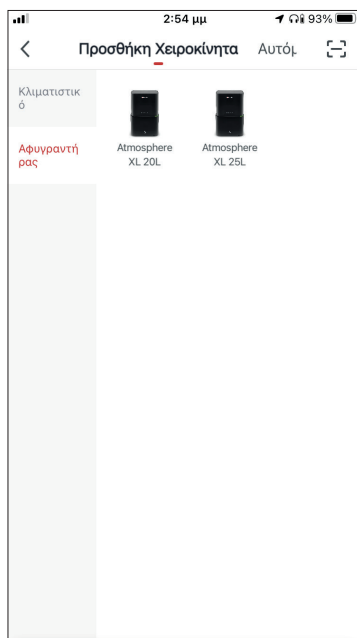 2:54 μμ 93%
Προσθήκη Χειροκίνητα Αυτόμ
Κλιματιστικ
ό
Αφυγραντή
ρας
Atmosphere
XL 20L
Atmosphere
XL 25L